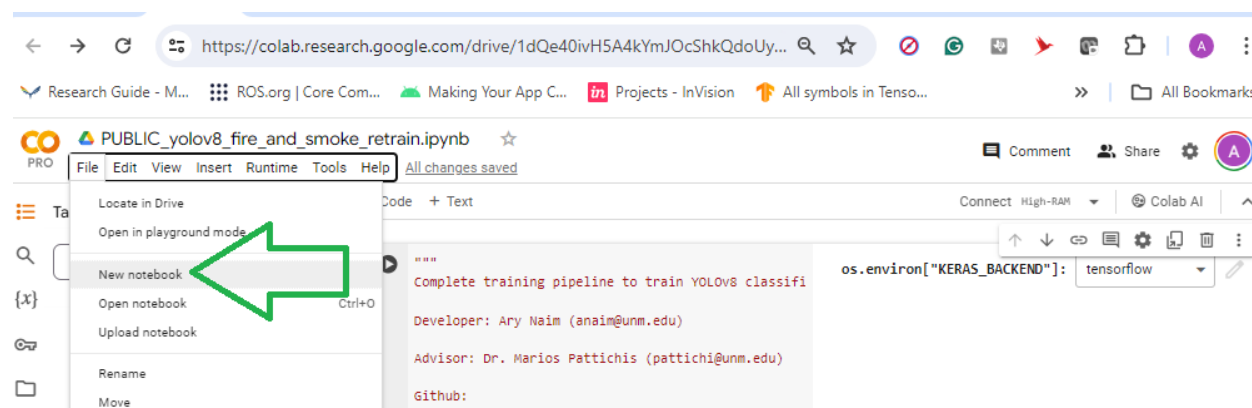 https://colab.research.google.com/drive/1dQe40ivH5A4kYmJOcShkQdoUy...
A
Research Guide - M... ROS.org | Core Com... Making Your App C... in Projects - InVision All symbols in Tenso... » All Bookmarks
CO PUBLIC_yolov8_fire_and_smoke_retrain.ipynb
PRO File Edit View Insert Runtime Tools Help All changes saved Comment Share A
Locate in Drive Code + Text Connect High-RAM Colab AI
Ta
Open in playground mode
New notebook
"""
os.environ["KERAS_BACKEND"]: tensorflow
Complete training pipeline to train YOLOv8 classifi
{x} Open notebook Ctrl+O
Developer: Ary Naim (anaim@unm.edu)
Upload notebook
Advisor: Dr. Marios Pattichis (pattichi@unm.edu)
Rename
Github:
Move